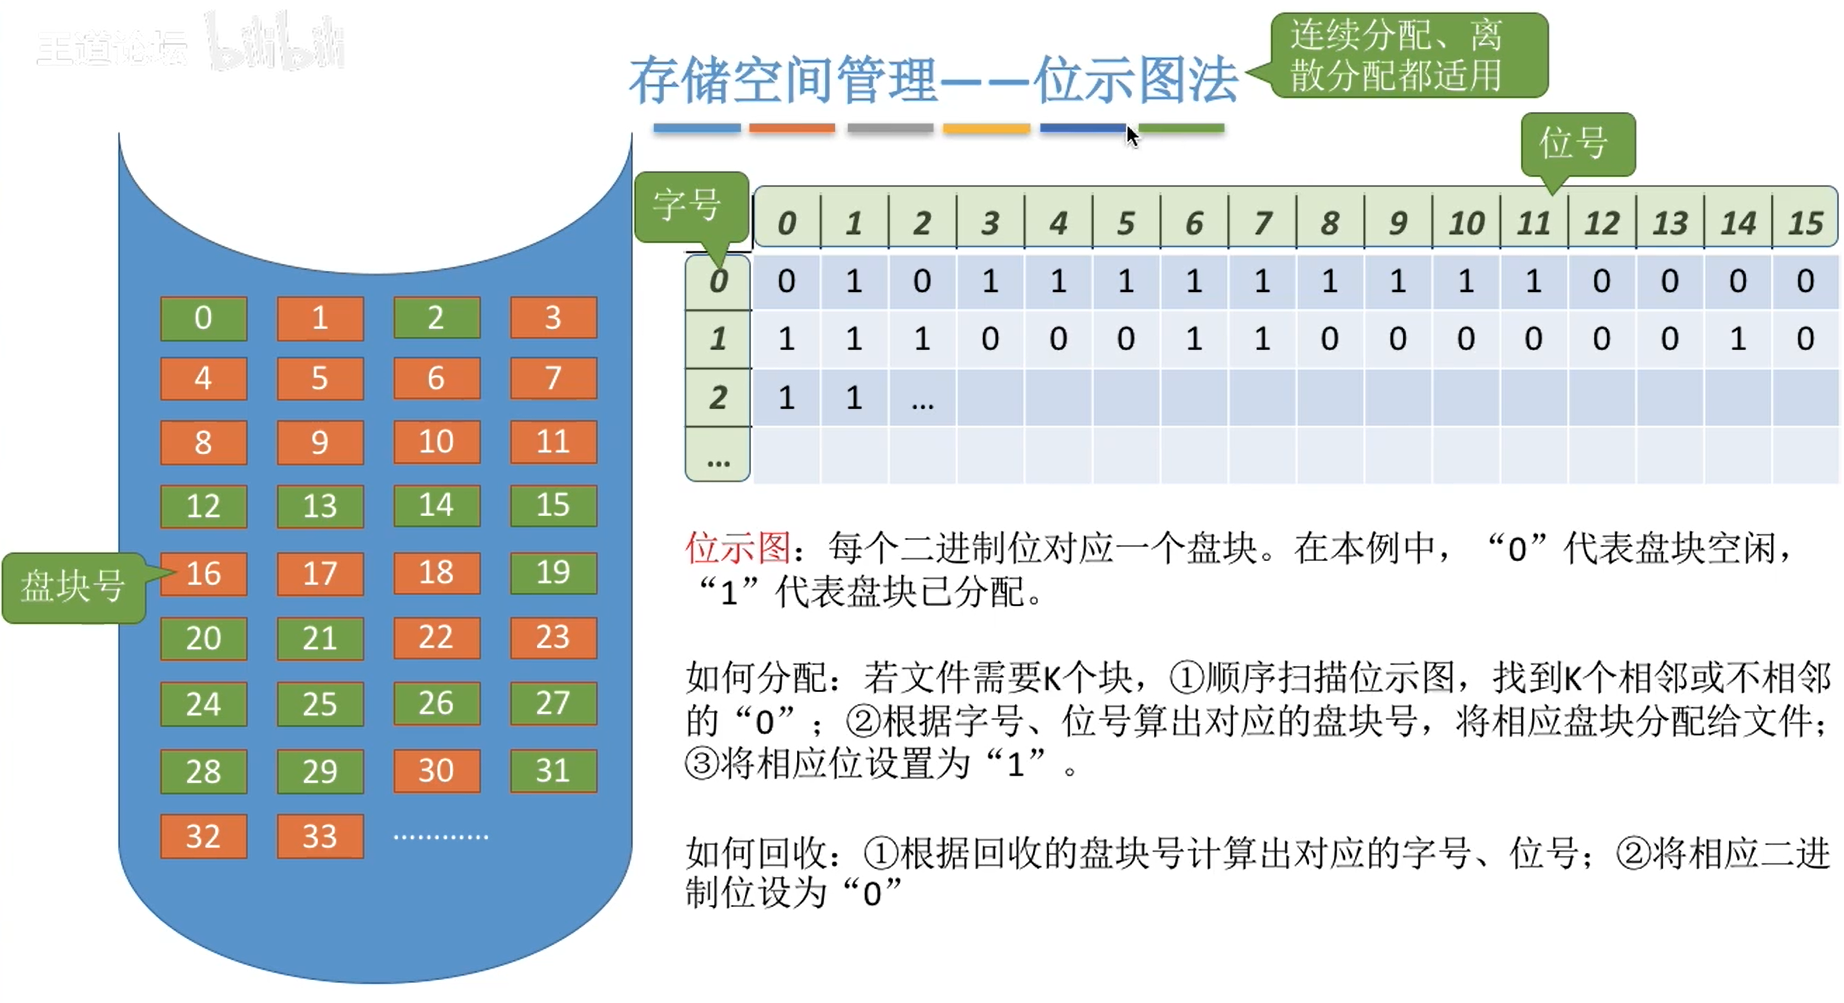 王道论坛 bilibili
存储空间管理——位示图法
连续分配、离
散分配都适用
位号
字号
0 1 2 3 4 5 6 7 8 9 10 11 12 13 14 15
0 0 1 0 1 1 1 1 1 1 1 1 1 0 0 0 0
1 1 1 1 0 0 0 1 1 0 0 0 0 0 0 1 0
2 1 1 …
…
0 1 2 3
4 5 6 7
8 9 10 11
12 13 14 15
盘块号
16 17 18 19
20 21 22 23
24 25 26 27
28 29 30 31
32 33 …………
位示图：每个二进制位对应一个盘块。在本例中，“0”代表盘块空闲，
“1”代表盘块已分配。
如何分配：若文件需要K个块，①顺序扫描位示图，找到K个相邻或不相邻
的“0”；②根据字号、位号算出对应的盘块号，将相应盘块分配给文件；
③将相应位设置为“1”。
如何回收：①根据回收的盘块号计算出对应的字号、位号；②将相应二进
制位设为“0”